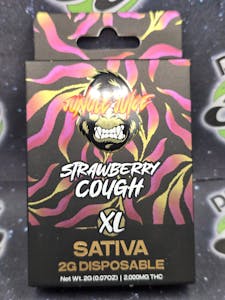 JUNGLE JUICE
STRAWBERRY
COUGH
XL
SATIVA
2G DISPOSABLE
Net Wt. 2G (0.07OZ) | 2,000MG THC